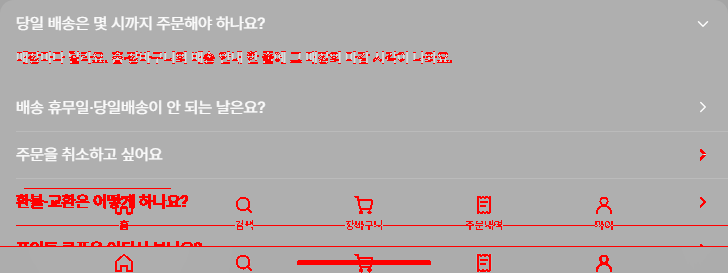 당일 배송은 몇 시까지 주문해야 하나요?
배송 휴무일·당일배송이 안 되는 날은요?
주문을 취소하고 싶어요
환불·교환은 어떻게 하나요?
홈 검색 장바구니 주문내역 마이